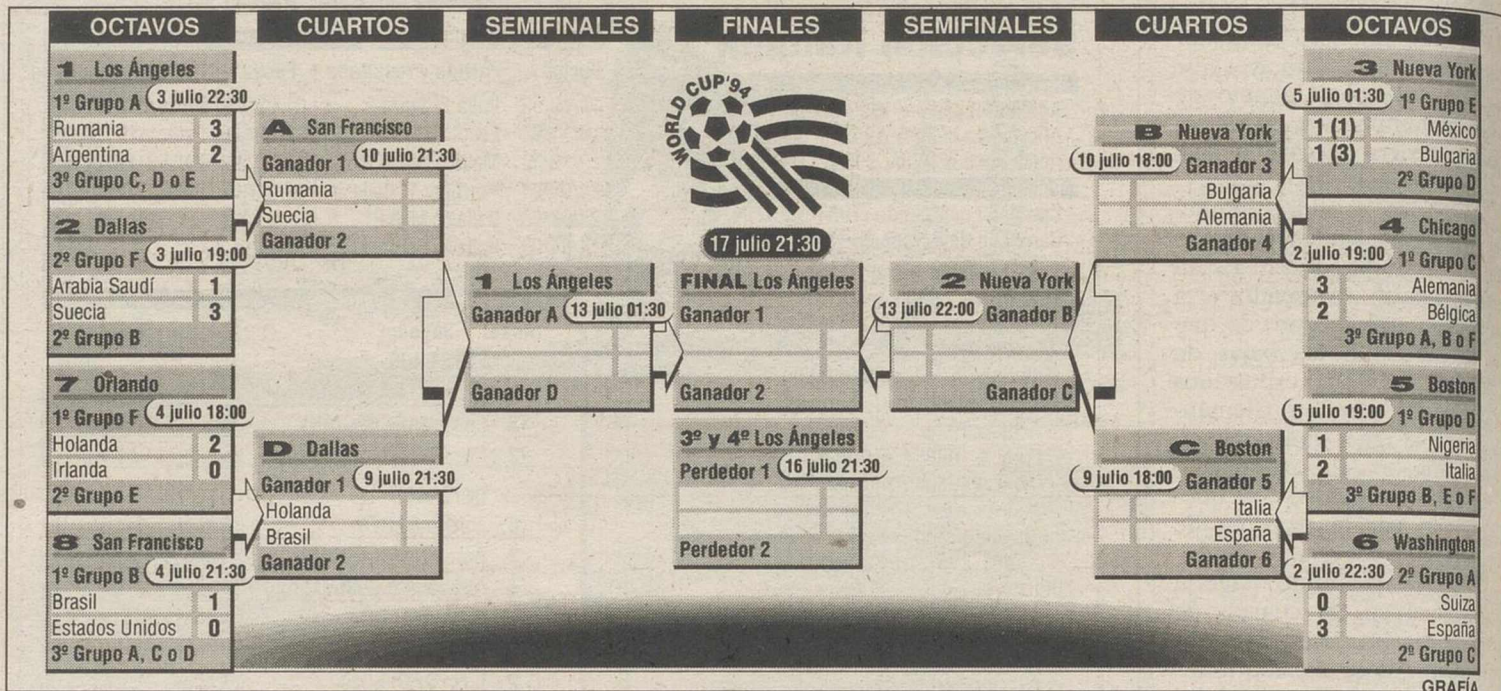 OCTAVOS CUARTOS SEMIFINALES FINALES SEMIFINALES CUARTOS OCTAVOS
1 Los Ángeles
1º Grupo A 3 julio 22:30
Rumania 3
Argentina 2
3º Grupo C, D o E
2 Dallas
2º Grupo F 3 julio 19:00
Arabia Saudí 1
Suecia 3
2º Grupo B
7 Orlando
1º Grupo F 4 julio 18:00
Holanda 2
Irlanda 0
2º Grupo E
8 San Francisco
1º Grupo B 4 julio 21:30
Brasil 1
Estados Unidos 0
3º Grupo A, C o D
A San Francisco
Ganador 1 10 julio 21:30
Rumania
Suecia
Ganador 2
D Dallas
Ganador 1 9 julio 21:30
Holanda
Brasil
Ganador 2
1 Los Ángeles
Ganador A 13 julio 01:30
Ganador D
WORLD CUP'94
17 julio 21:30
FINAL Los Ángeles
Ganador 1
Ganador 2
3º y 4º Los Ángeles
Perdedor 1 16 julio 21:30
Perdedor 2
2 Nueva York
13 julio 22:00 Ganador B
Ganador C
B Nueva York
10 julio 18:00 Ganador 3
Bulgaria
Alemania
Ganador 4
C Boston
9 julio 18:00 Ganador 5
Italia
España
Ganador 6
3 Nueva York
5 julio 01:30 1º Grupo E
1 (1) México
1 (3) Bulgaria
2º Grupo D
4 Chicago
2 julio 19:00 1º Grupo C
3 Alemania
2 Bélgica
3º Grupo A, B o F
5 Boston
5 julio 19:00 1º Grupo D
1 Nigeria
2 Italia
3º Grupo B, E o F
6 Washington
2 julio 22:30 2º Grupo A
0 Suiza
3 España
2º Grupo C
GRAFÍA